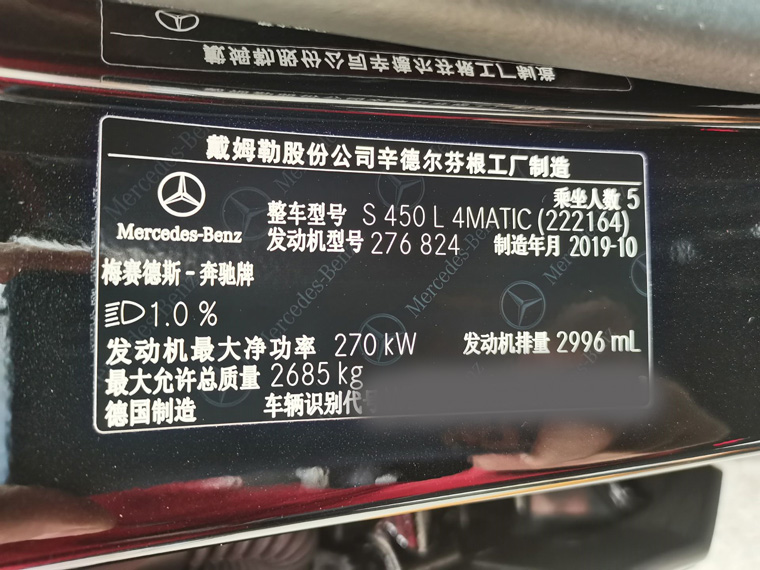 戴姆勒股份公司辛德尔芬根工厂制造
乘坐人数 5
Mercedes-Benz
整车型号 S 450 L 4MATIC (222164)
发动机型号 276 824 制造年月 2019-10
梅赛德斯-奔驰牌
1.0 %
发动机最大净功率 270 kW 发动机排量 2996 mL
最大允许总质量 2685 kg
德国制造 车辆识别代